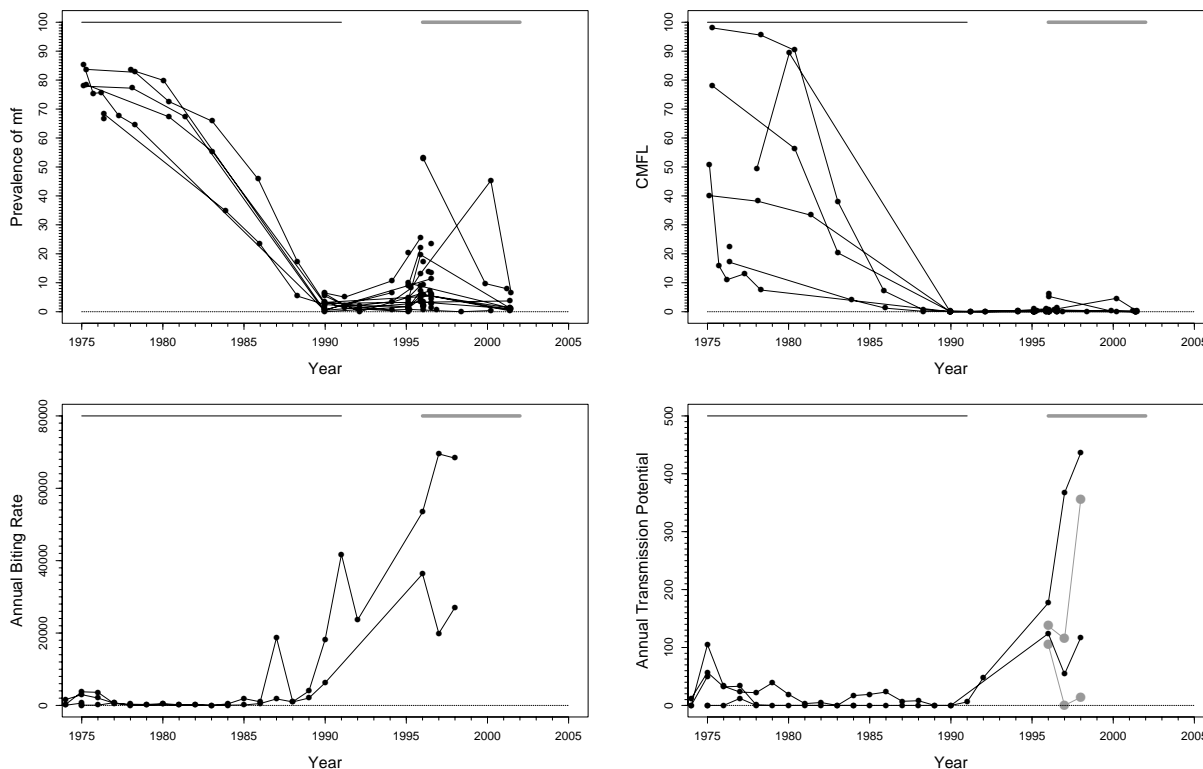 Prevalence of mf
0 10 20 30 40 50 60 70 80 90 100
1975 1980 1985 1990 1995 2000 2005
Year
CMFL
0 10 20 30 40 50 60 70 80 90 100
1975 1980 1985 1990 1995 2000 2005
Year
Annual Biting Rate
0 20000 40000 60000 80000
1975 1980 1985 1990 1995 2000 2005
Year
Annual Transmission Potential
0 100 200 300 400 500
1975 1980 1985 1990 1995 2000 2005
Year